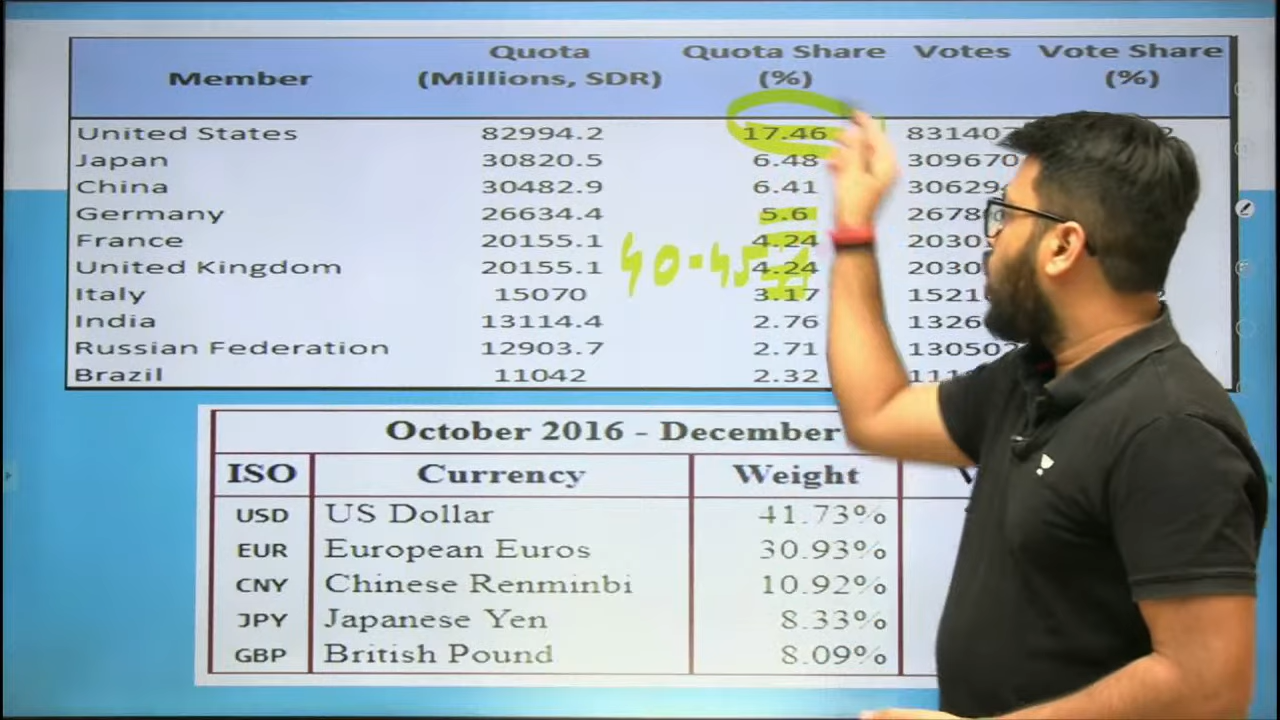 Member Quota (Millions, SDR) Quota Share (%) Votes Vote Share (%)
United States 82994.2 17.46 831407
Japan 30820.5 6.48 309670
China 30482.9 6.41
Germany 26634.4 5.6
France 20155.1 4.24
United Kingdom 20155.1 4.24
40-45
Italy 15070 3.17
India 13114.4 2.76
Russian Federation 12903.7 2.71 130502
Brazil 11042 2.32
October 2016 - December
ISO Currency Weight
USD US Dollar 41.73%
EUR European Euros 30.93%
CNY Chinese Renminbi 10.92%
JPY Japanese Yen 8.33%
GBP British Pound 8.09%